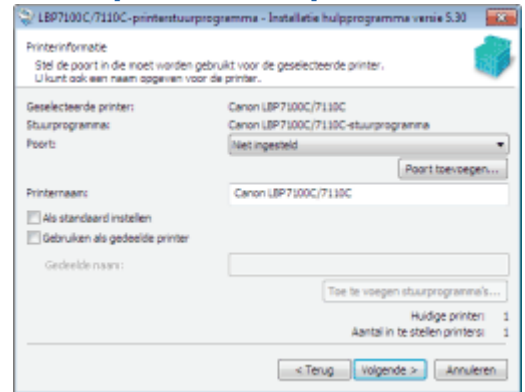 LBP7100C/7110C-printerstuurprogramma - Installatie hulpprogramma versie 5.30
Printerinformatie
Stel de poort in die moet worden gebruikt voor de geselecteerde printer.
U kunt ook een naam opgeven voor de printer.
Geselecteerde printer: Canon LBP7100C/7110C
Stuurprogramma: Canon LBP7100C/7110C-stuurprogramma
Poort: Niet ingesteld
Poort toevoegen...
Printernaam: Canon LBP7100C/7110C
Als standaard instellen
Gebruiken als gedeelde printer
Gedeelde naam:
Toe te voegen stuurprogramma's...
Huidige printer: 1
Aantal in te stellen printers: 1
< Terug Volgende > Annuleren